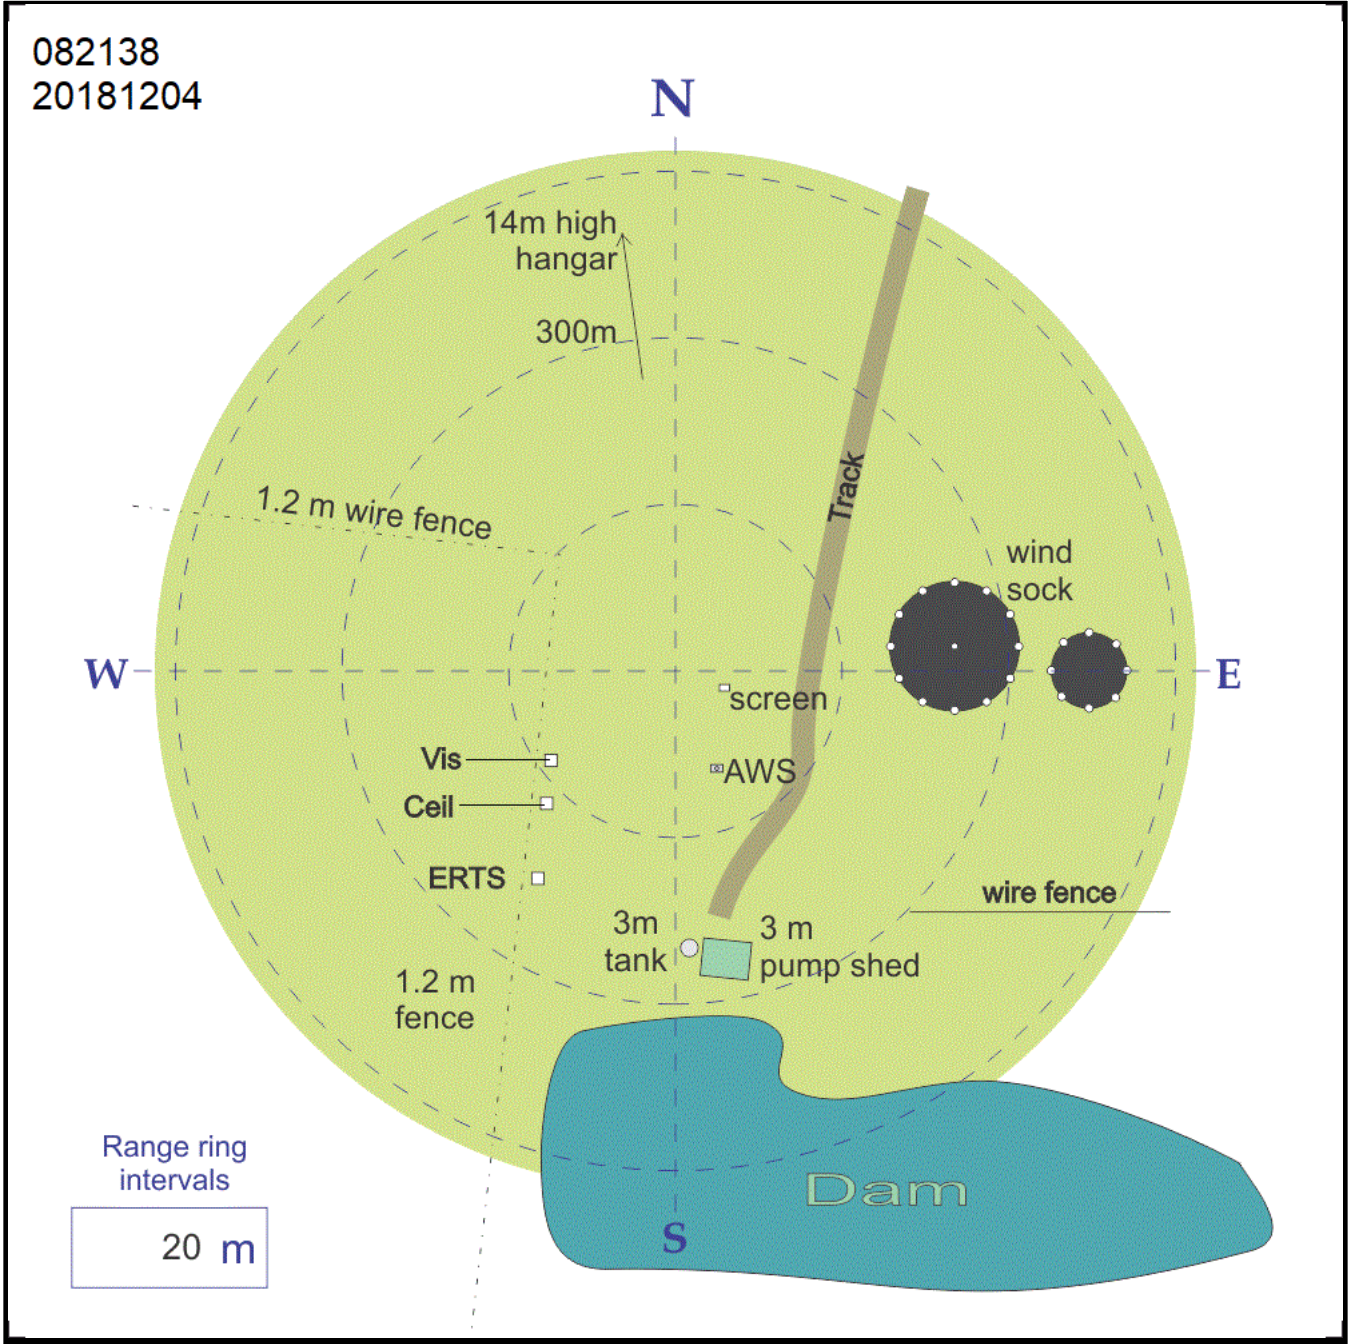 082138
20181204
N
14m high
hangar
300m
1.2 m wire fence
Track
wind
sock
W
E
screen
Vis
AWS
Ceil
ERTS
wire fence
3m
tank
3 m
pump shed
1.2 m
fence
Range ring
intervals
20 m
Dam
S